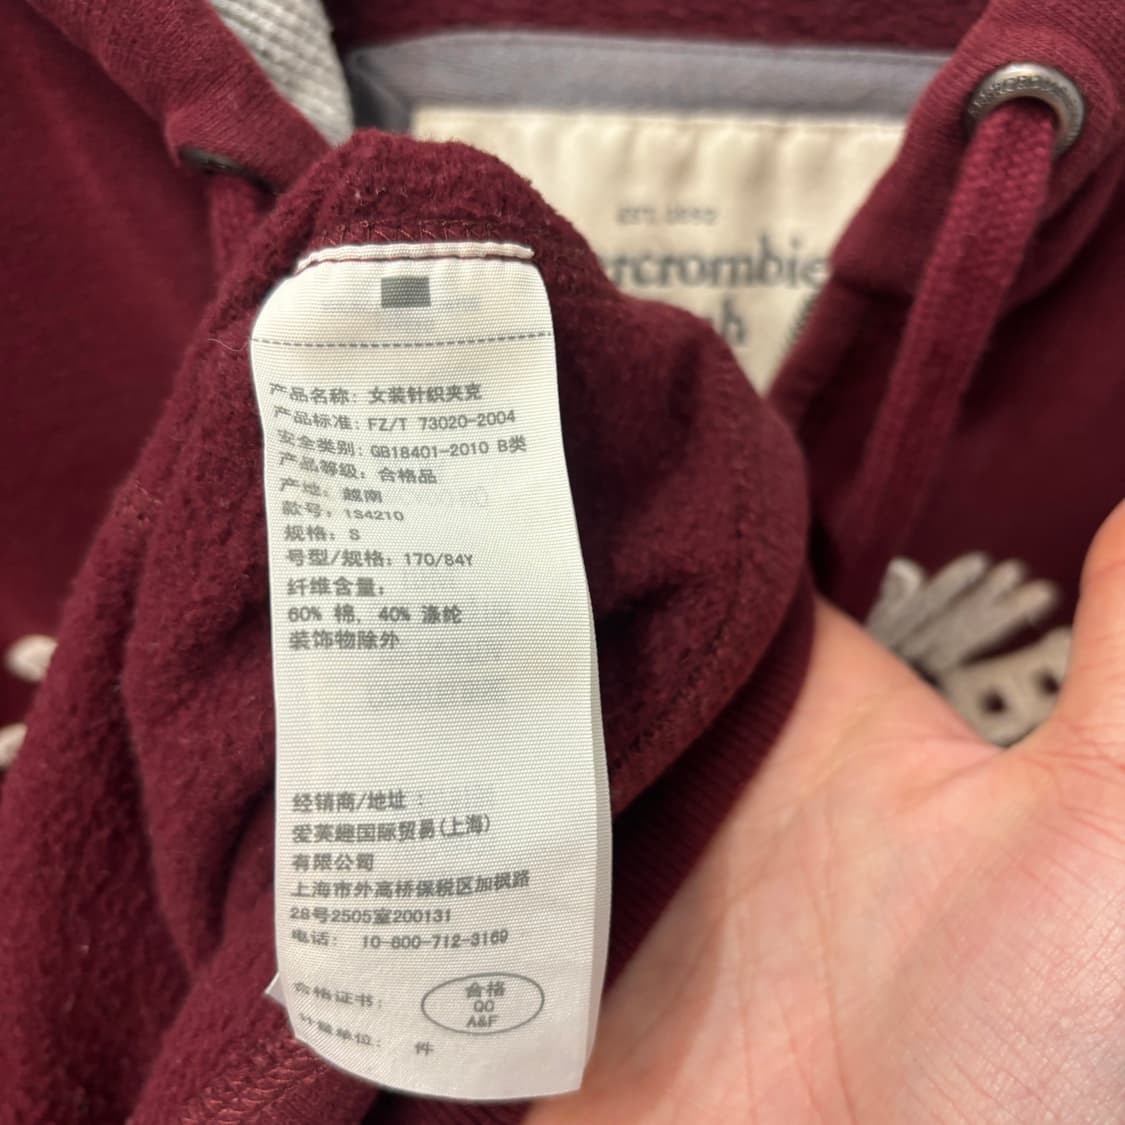 EST. 1892
ercrombie
ch
产品名称: 女装针织夹克
产品标准: FZ/T 73020-2004
安全类别: GB18401-2010 B类
产品等级: 合格品
产地: 越南
款号: 1S4210
规格: S
号型/规格: 170/84Y
纤维含量:
60% 棉, 40% 涤纶
装饰物除外
经销商/地址 :
爱芙趣国际贸易(上海)
有限公司
上海市外高桥保税区加枫路
28号2505室200131
电话: 10-800-712-3169
合格证书:
合格
QC
A&F
计量单位: 件